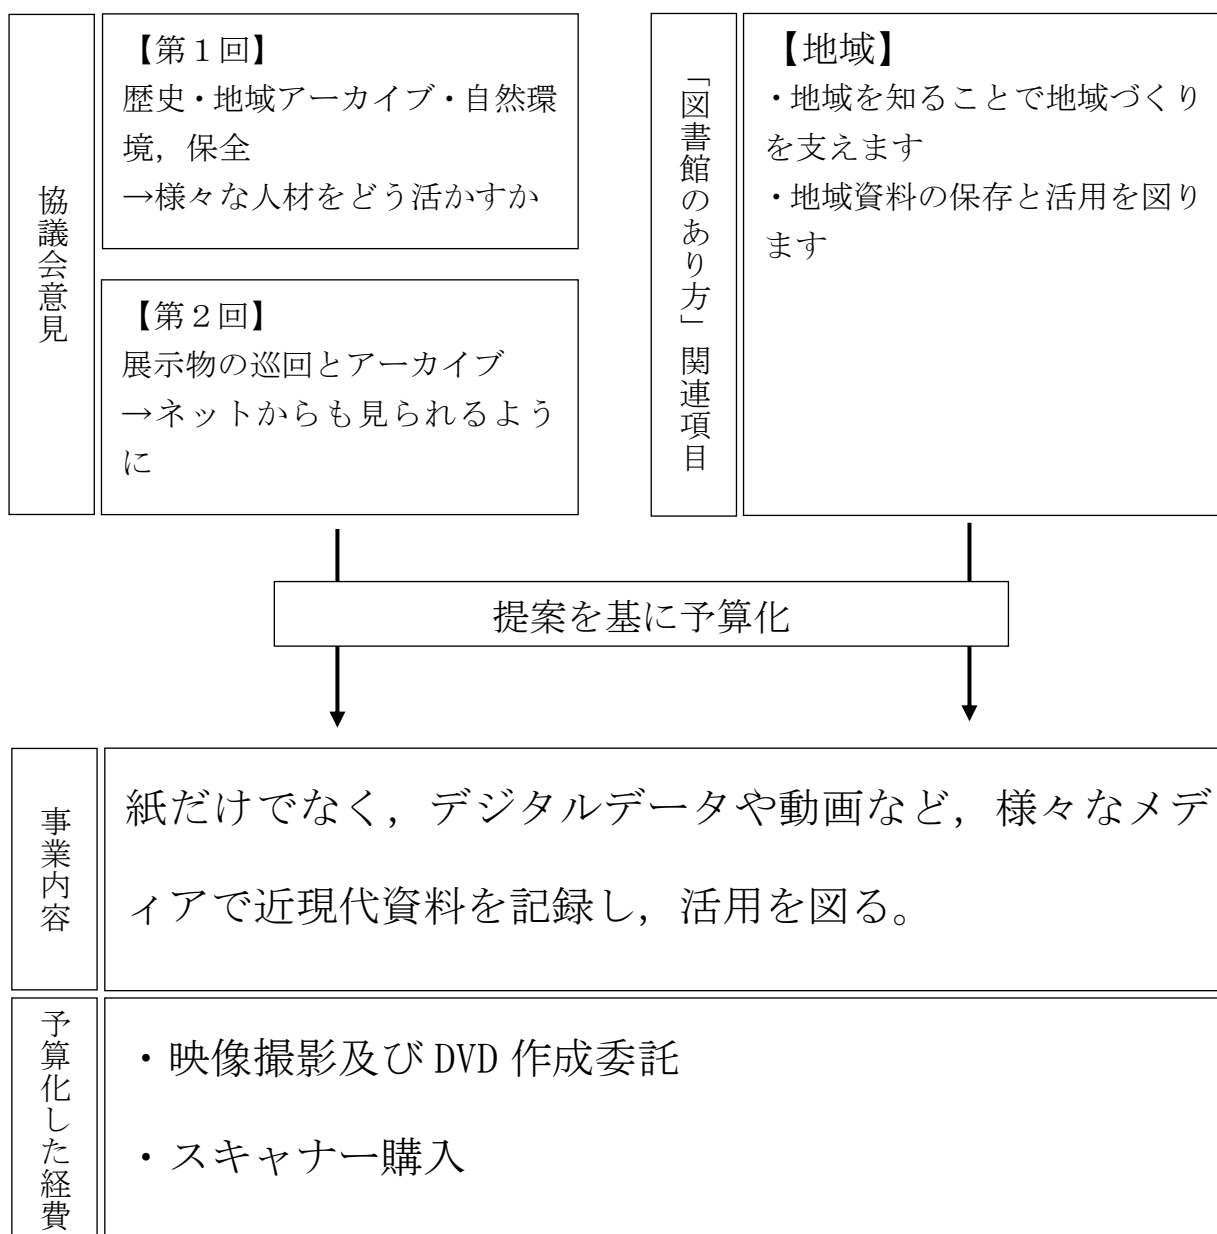 協議会意見
【第１回】
歴史・地域アーカイブ・自然環
境，保全
→様々な人材をどう活かすか
【第２回】
展示物の巡回とアーカイブ
→ネットからも見られるよう
に
「図書館のあり方」関連項目
【地域】
・地域を知ることで地域づくり
を支えます
・地域資料の保存と活用を図り
ます
提案を基に予算化
事業内容
紙だけでなく，デジタルデータや動画など，様々なメデ
ィアで近現代資料を記録し，活用を図る。
予算化した経費
・映像撮影及び DVD 作成委託
・スキャナー購入